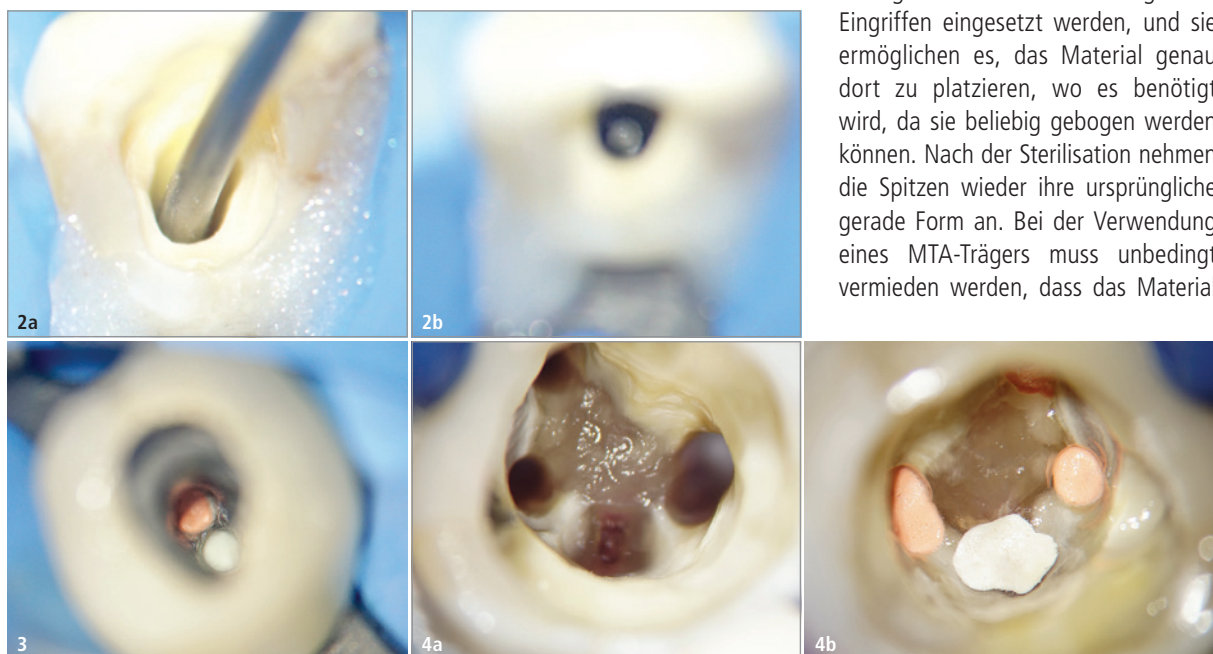 Eingriffen eingesetzt werden, und sie
ermöglichen es, das Material genau
dort zu platzieren, wo es benötigt
wird, da sie beliebig gebogen werden
können. Nach der Sterilisation nehmen
die Spitzen wieder ihre ursprüngliche
gerade Form an. Bei der Verwendung
eines MTA-Trägers muss unbedingt
vermieden werden, dass das Material
2a
2b
3
4a
4b